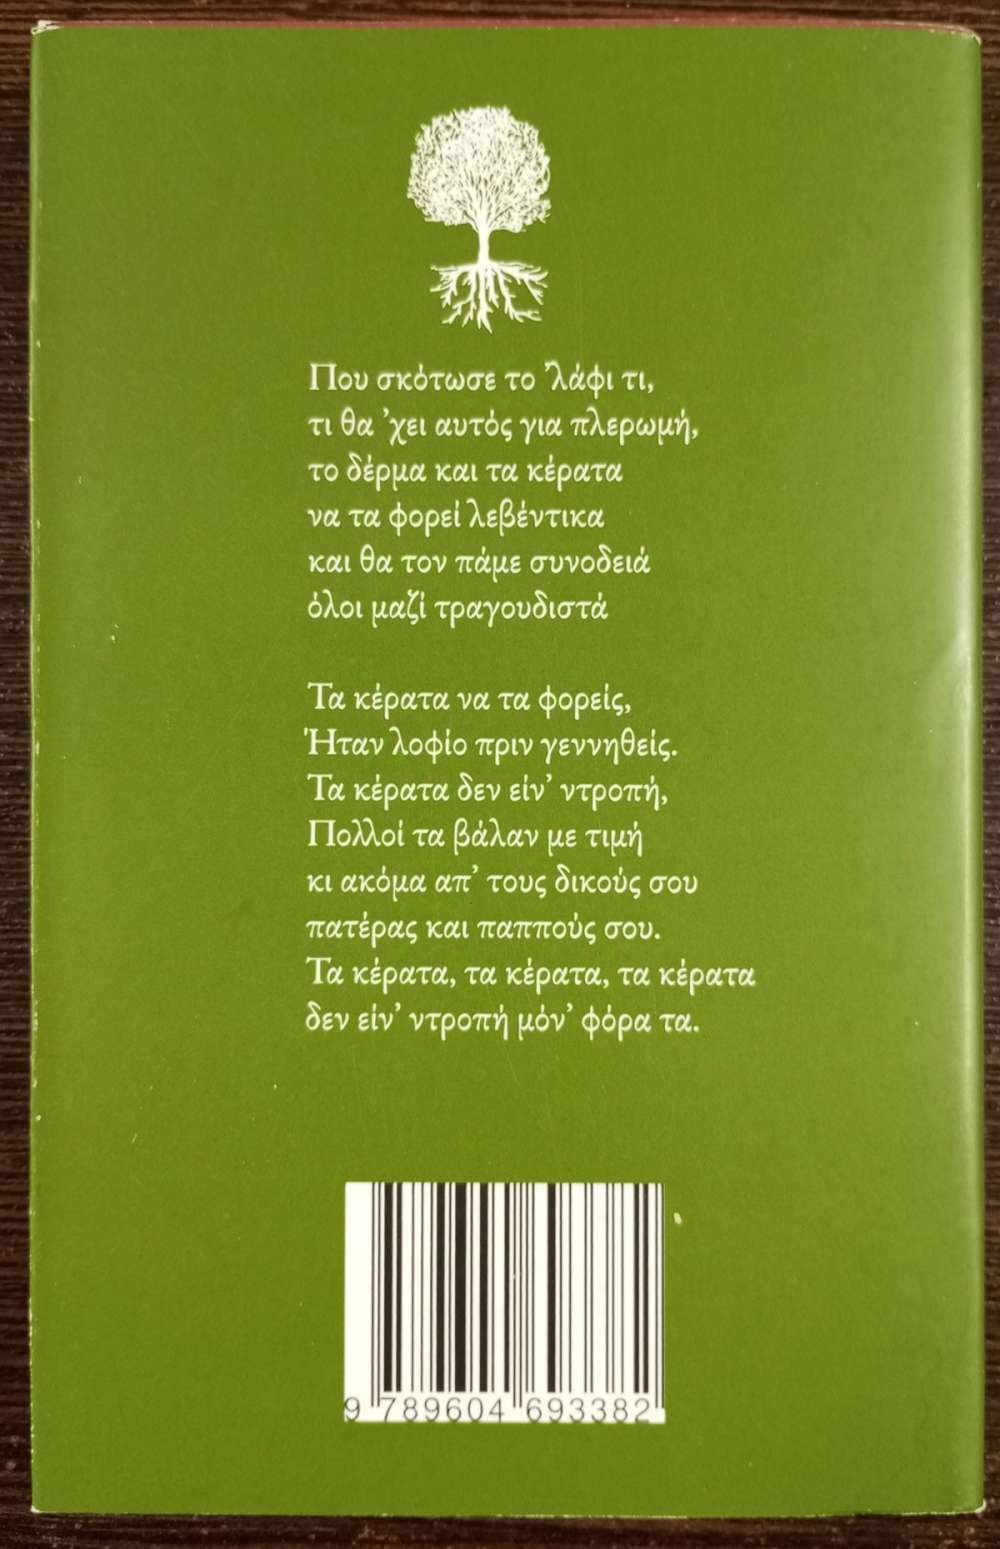 Που σκότωσε το ’λάφι τι,
τι θα ’χει αυτός για πλερωμή,
το δέρμα και τα κέρατα
να τα φορεί λεβέντικα
και θα τον πάμε συνοδειά
όλοι μαζί τραγουδιστά
Τα κέρατα να τα φορείς,
Ήταν λοφίο πριν γεννηθείς.
Τα κέρατα δεν είν’ ντροπή,
Πολλοί τα βάλαν με τιμή
κι ακόμα απ’ τους δικούς σου
πατέρας και παππούς σου.
Τα κέρατα, τα κέρατα, τα κέρατα
δεν είν’ ντροπή μόν’ φόρα τα.
9 789604 693382